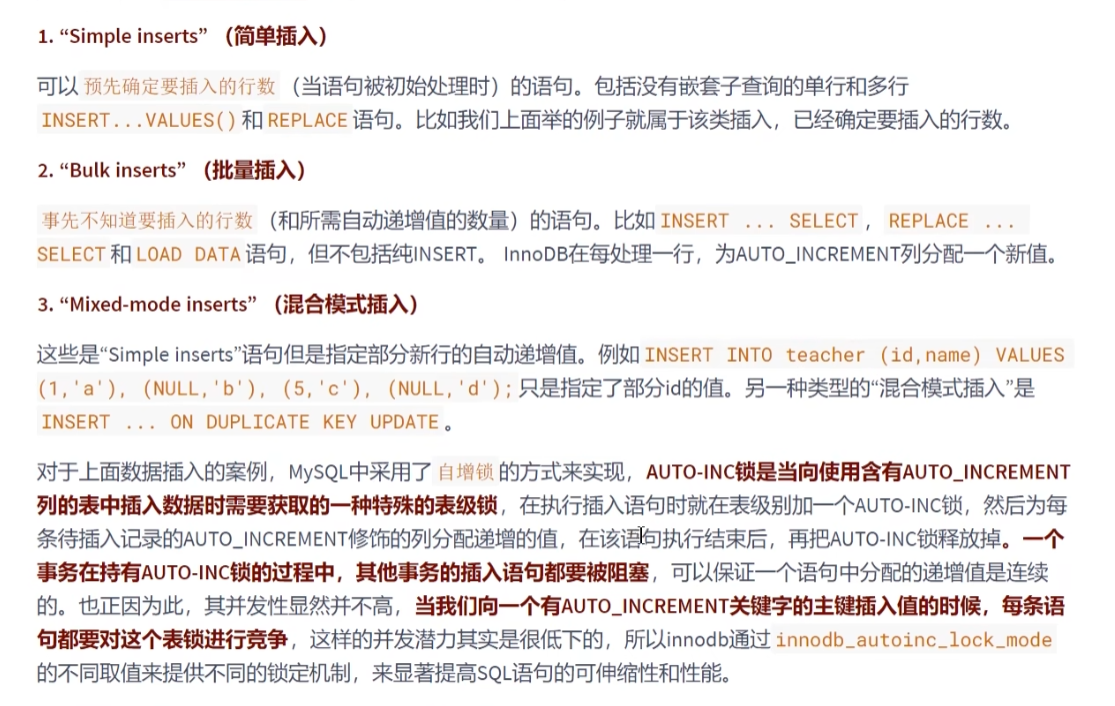 1. “Simple inserts” （简单插入）
可以 预先确定要插入的行数 （当语句被初始处理时）的语句。包括没有嵌套子查询的单行和多行
INSERT...VALUES() 和 REPLACE 语句。比如我们上面举的例子就属于该类插入，已经确定要插入的行数。
2. “Bulk inserts” （批量插入）
事先不知道要插入的行数 （和所需自动递增值的数量）的语句。比如 INSERT ... SELECT ， REPLACE ...
SELECT 和 LOAD DATA 语句，但不包括纯INSERT。 InnoDB在每处理一行，为AUTO_INCREMENT列分配一个新值。
3. “Mixed-mode inserts” （混合模式插入）
这些是“Simple inserts”语句但是指定部分新行的自动递增值。例如 INSERT INTO teacher (id,name) VALUES
(1,'a'), (NULL,'b'), (5,'c'), (NULL,'d'); 只是指定了部分id的值。另一种类型的“混合模式插入”是
INSERT ... ON DUPLICATE KEY UPDATE 。
对于上面数据插入的案例，MySQL中采用了 自增锁 的方式来实现，AUTO-INC锁是当向使用含有AUTO_INCREMENT
列的表中插入数据时需要获取的一种特殊的表级锁，在执行插入语句时就在表级别加一个AUTO-INC锁，然后为每
条待插入记录的AUTO_INCREMENT修饰的列分配递增的值，在该语句执行结束后，再把AUTO-INC锁释放掉。一个
事务在持有AUTO-INC锁的过程中，其他事务的插入语句都要被阻塞，可以保证一个语句中分配的递增值是连续
的。也正因为此，其并发性显然并不高，当我们向一个有AUTO_INCREMENT关键字的主键插入值的时候，每条语
句都要对这个表锁进行竞争，这样的并发潜力其实是很低下的，所以innodb通过 innodb_autoinc_lock_mode
的不同取值来提供不同的锁定机制，来显著提高SQL语句的可伸缩性和性能。